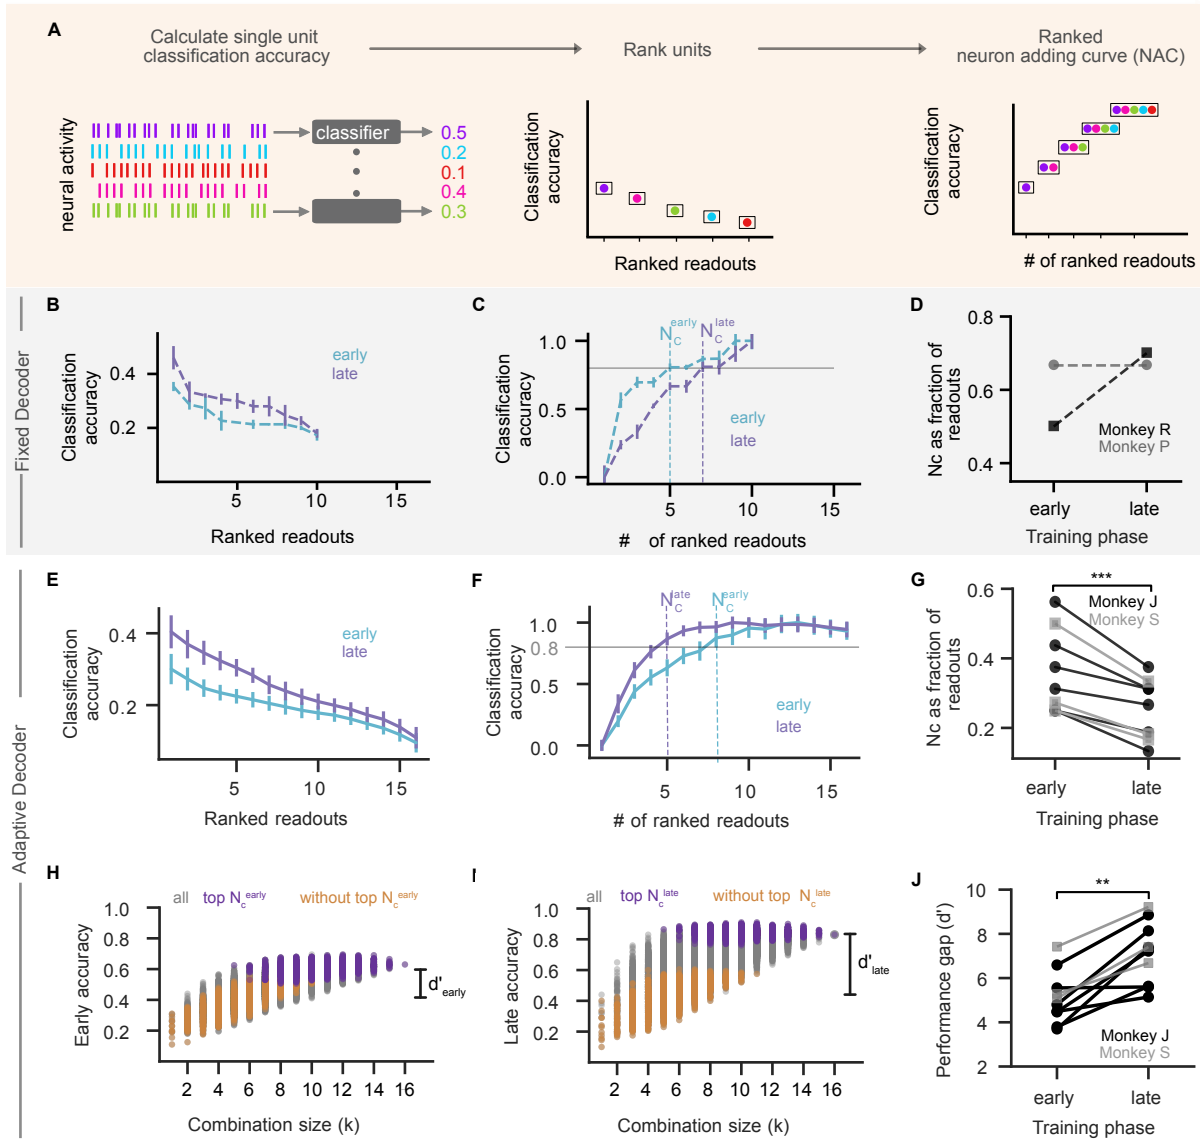 A
Calculate single unit
classification accuracy
Rank units
Ranked
neuron adding curve (NAC)
neural activity
classifier
0.5
0.2
0.1
0.4
0.3
Classification
accuracy
Ranked readouts
Classification
accuracy
# of ranked readouts
Fixed Decoder
B
Classification
accuracy
0.4
0.2
early
late
5
10
15
Ranked readouts
C
Classification
accuracy
1.0
0.5
0.0
N_C^early
N_C^late
early
late
5
10
15
# of ranked readouts
D
Nc as fraction of
readouts
0.8
0.6
0.4
Monkey R
Monkey P
early
late
Training phase
Adaptive Decoder
E
Classification
accuracy
0.4
0.2
early
late
5
10
15
Ranked readouts
F
Classification
accuracy
1.0
0.8
0.5
0.0
N_C^late
N_C^early
early
late
5
10
15
# of ranked readouts
G
Nc as fraction of
readouts
0.6
0.4
0.2
***
Monkey J
Monkey S
early
late
Training phase
H
all
top N_c^early
without top N_c^early
Early accuracy
1.0
0.8
0.6
0.4
0.2
d'early
2 4 6 8 10 12 14 16
Combination size (k)
all
top N_c^late
without top N_c^late
Late accuracy
1.0
0.8
0.6
0.4
0.2
d'late
2 4 6 8 10 12 14 16
Combination size (k)
J
Performance gap (d')
10
8
6
4
2
**
Monkey J
Monkey S
early
late
Training phase